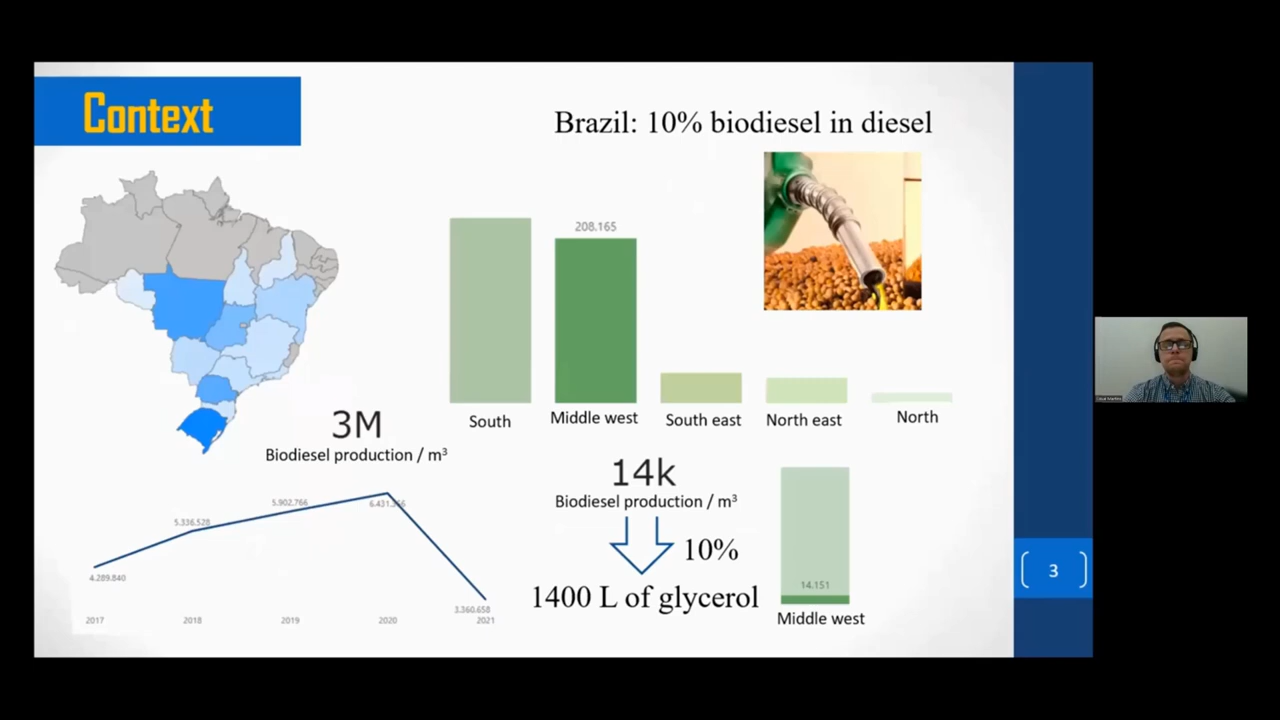 Context
Brazil: 10% biodiesel in diesel
208.165
South
Middle west
South east
North east
North
3M
Biodiesel production / m³
5.902.766
5.336.528
4.289.840
3.360.658
2017
2018
2019
2020
2021
14k
Biodiesel production / m³
10%
1400 L of glycerol
14.151
Middle west
3